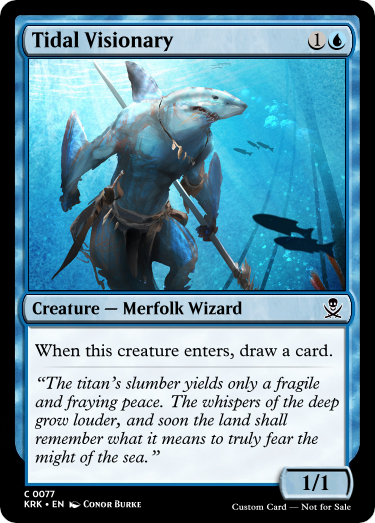 Tidal Visionary 1
Creature — Merfolk Wizard
When this creature enters, draw a card.
“The titan’s slumber yields only a fragile
and fraying peace. The whispers of the deep
grow louder, and soon the land shall
remember what it means to truly fear the
might of the sea.”
1/1
C 0077
KRK • EN Conor Burke
Custom Card — Not for Sale